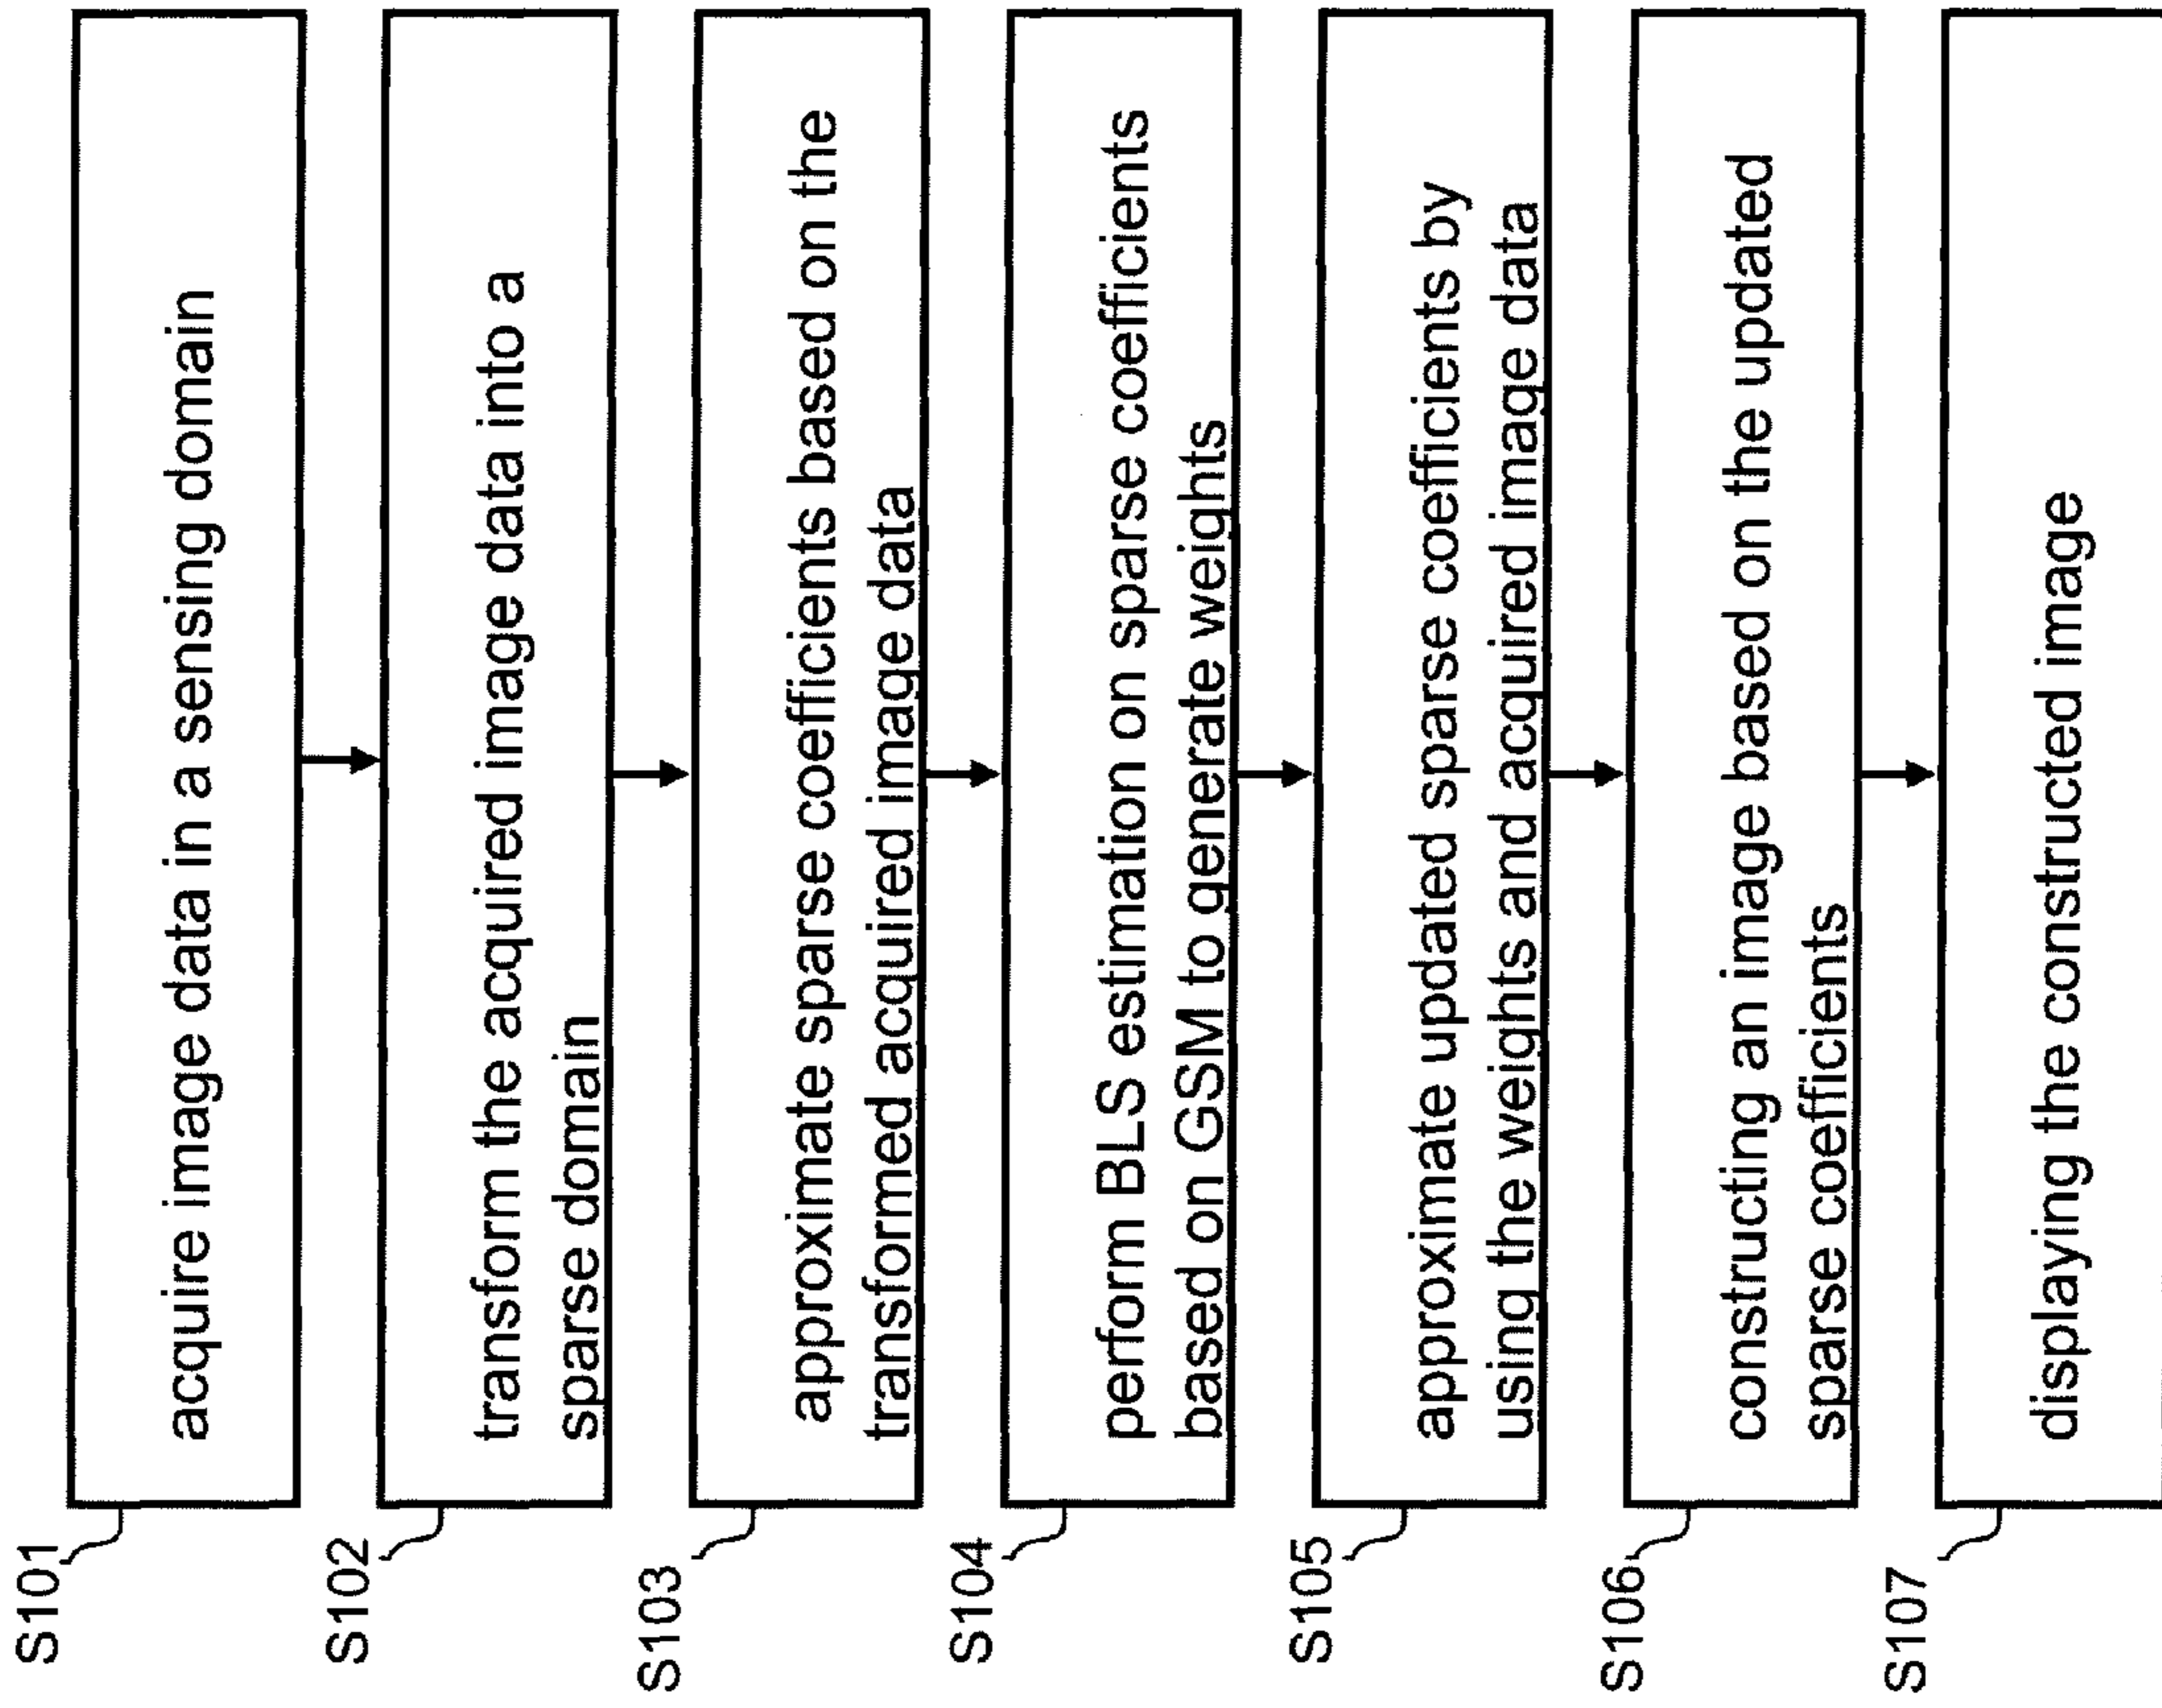 S101
acquire image data in a sensing domain
S102
transform the acquired image data into a
sparse domain
S103
approximate sparse coefficients based on the
transformed acquired image data
S104
perform BLS estimation on sparse coefficients
based on GSM to generate weights
S105
approximate updated sparse coefficients by
using the weights and acquired image data
S106
constructing an image based on the updated
sparse coefficients
S107
displaying the constructed image